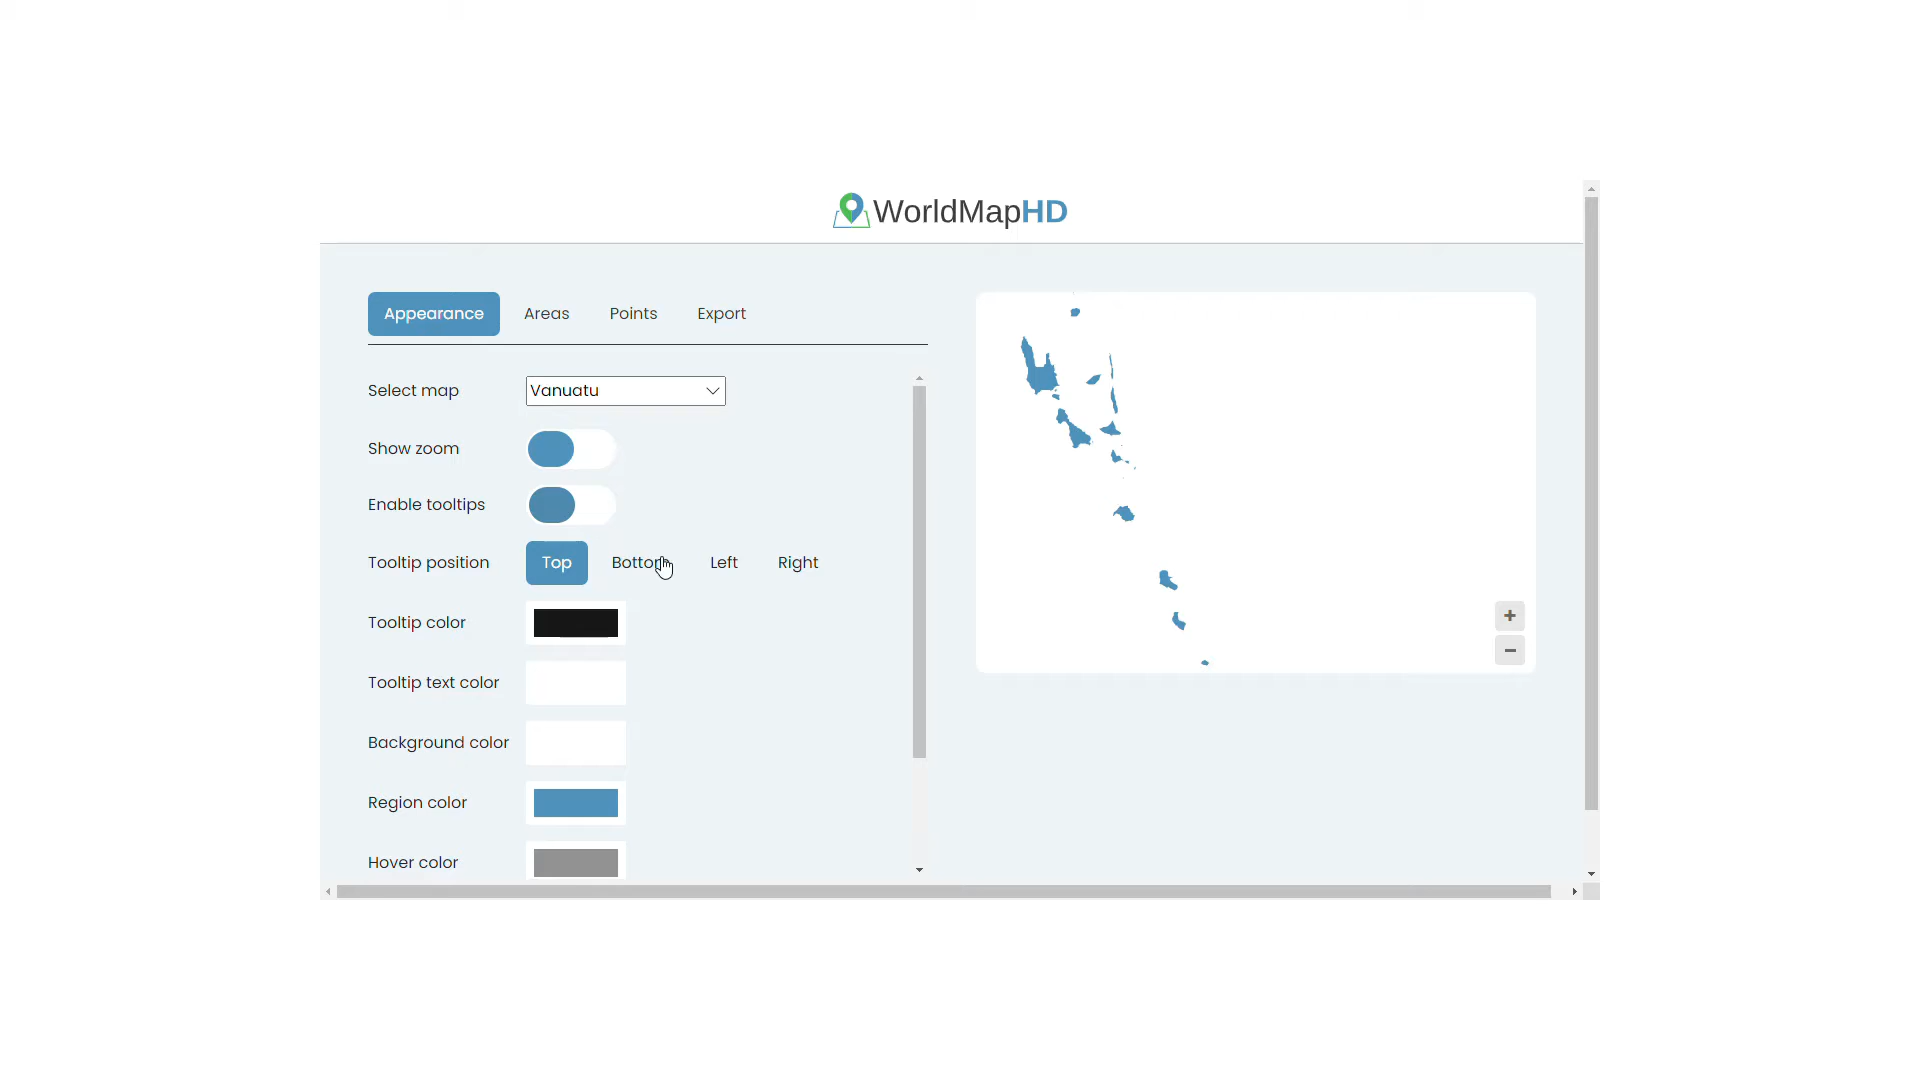 WorldMapHD
Appearance Areas Points Export
Select map Vanuatu
Show zoom
Enable tooltips
Tooltip position Top Bottom Left Right
Tooltip color
Tooltip text color
Background color
Region color
Hover color
+
−